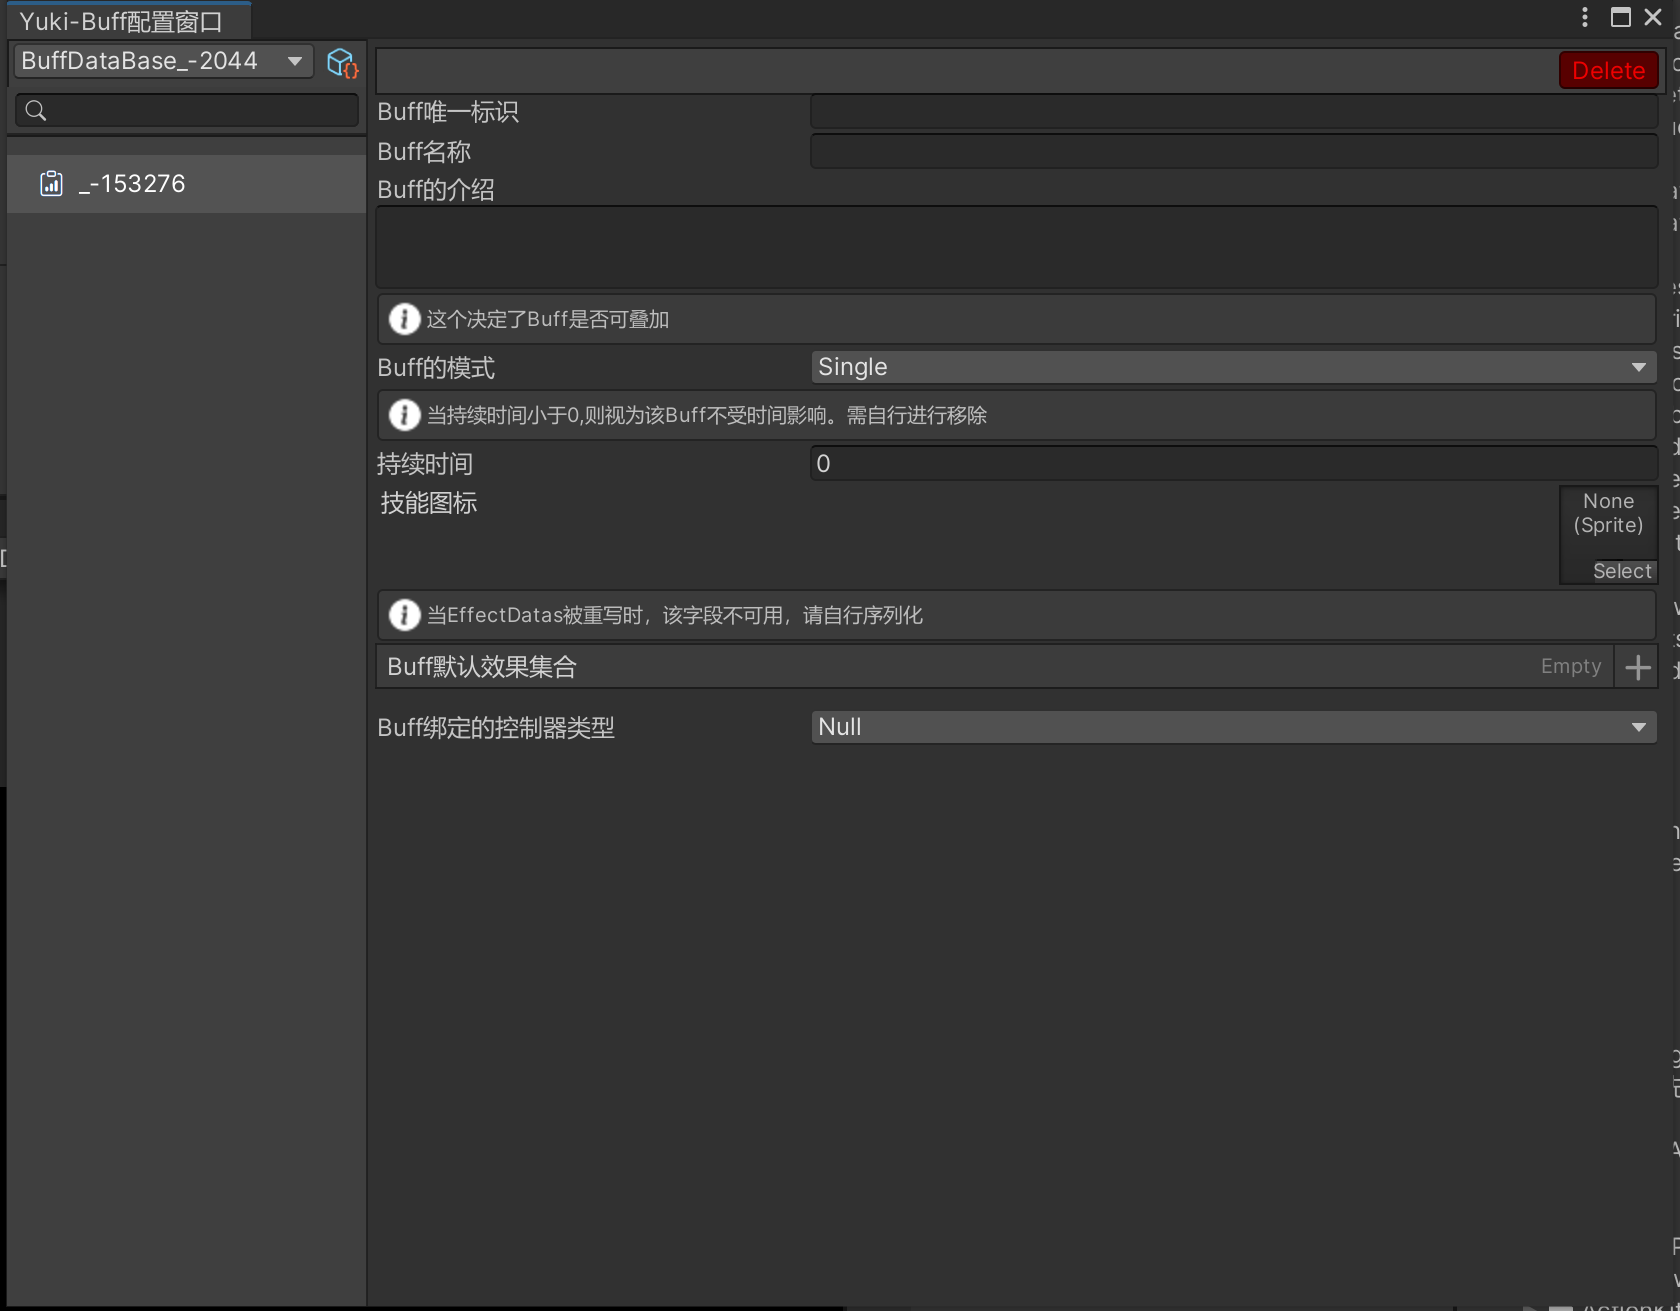 Yuki-Buff配置窗口
BuffDataBase_-2044
_-153276
Delete
Buff唯一标识
Buff名称
Buff的介绍
这个决定了Buff是否可叠加
Buff的模式
Single
当持续时间小于0,则视为该Buff不受时间影响。需自行进行移除
持续时间
0
技能图标
None
(Sprite)
Select
当EffectDatas被重写时，该字段不可用，请自行序列化
Buff默认效果集合
Empty
Buff绑定的控制器类型
Null